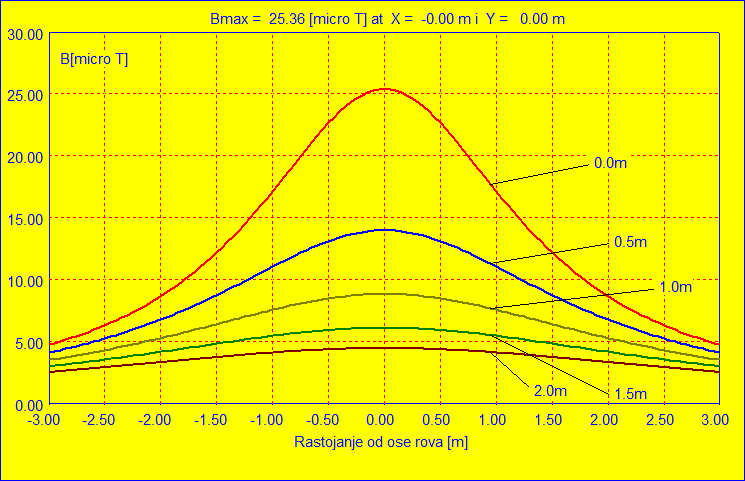 Bmax =  25.36 [micro T] at  X =  -0.00 m i  Y =   0.00 m
30.00
B[micro T]
25.00
20.00
0.0m
15.00
0.5m
10.00
1.0m
5.00
2.0m
1.5m
0.00
-3.00 -2.50 -2.00 -1.50 -1.00 -0.50 0.00 0.50 1.00 1.50 2.00 2.50 3.00
Rastojanje od ose rova [m]